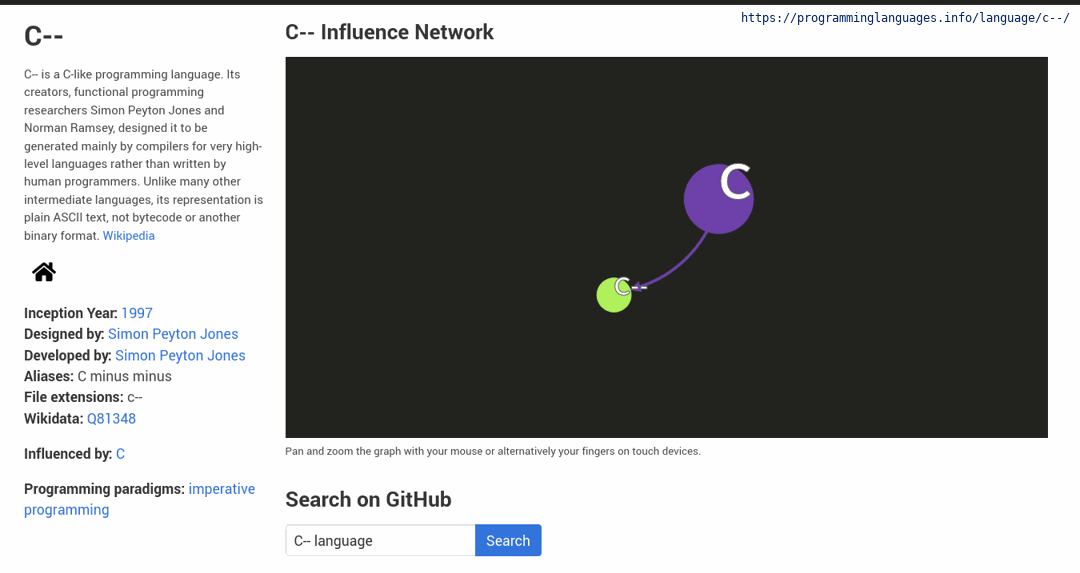 https://programminglanguages.info/language/c--/
C--
C-- is a C-like programming language. Its
creators, functional programming
researchers Simon Peyton Jones and
Norman Ramsey, designed it to be
generated mainly by compilers for very high-
level languages rather than written by
human programmers. Unlike many other
intermediate languages, its representation is
plain ASCII text, not bytecode or another
binary format. Wikipedia
Inception Year: 1997
Designed by: Simon Peyton Jones
Developed by: Simon Peyton Jones
Aliases: C minus minus
File extensions: c--
Wikidata: Q81348
Influenced by: C
Programming paradigms: imperative
programming
C-- Influence Network
C
C--
Pan and zoom the graph with your mouse or alternatively your fingers on touch devices.
Search on GitHub
C-- language
Search